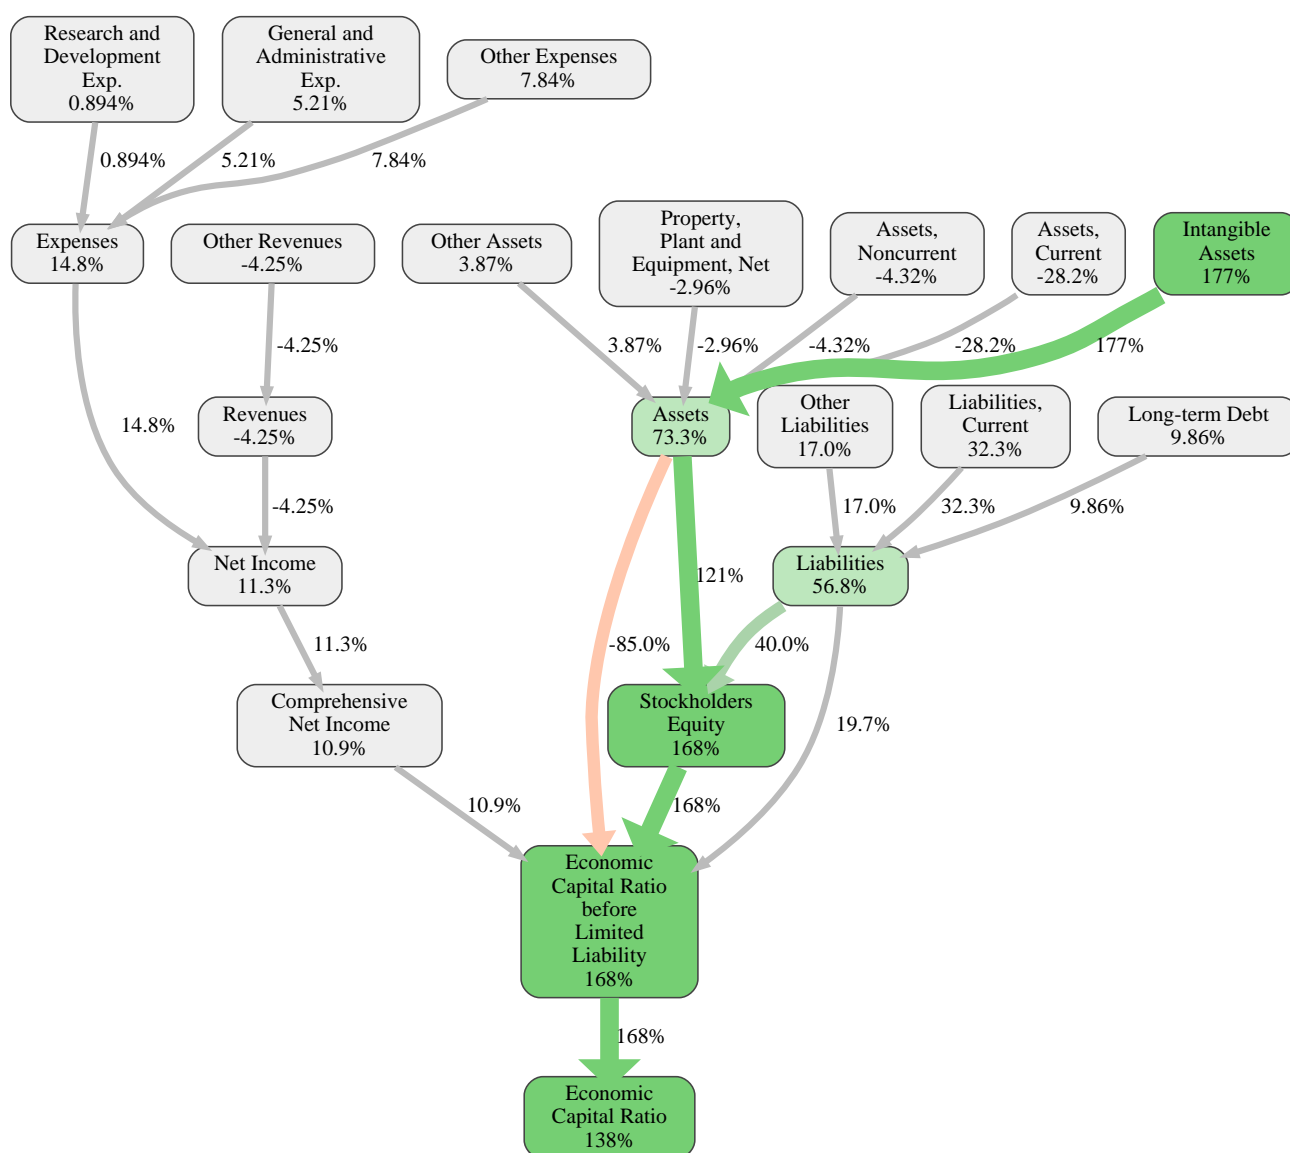 Research and
Development
Exp.
0.894%
General and
Administrative
Exp.
5.21%
Other Expenses
7.84%
0.894%
5.21%
7.84%
Expenses
14.8%
Other Revenues
-4.25%
Other Assets
3.87%
Property,
Plant and
Equipment, Net
-2.96%
Assets,
Noncurrent
-4.32%
Assets,
Current
-28.2%
Intangible
Assets
177%
-4.25%
3.87%
-2.96%
-4.32%
-28.2%
177%
14.8%
Revenues
-4.25%
Assets
73.3%
Other
Liabilities
17.0%
Liabilities,
Current
32.3%
Long-term Debt
9.86%
-4.25%
17.0%
32.3%
9.86%
Net Income
11.3%
121%
Liabilities
56.8%
11.3%
-85.0%
40.0%
Comprehensive
Net Income
10.9%
Stockholders
Equity
168%
19.7%
10.9%
168%
Economic
Capital Ratio
before
Limited
Liability
168%
168%
Economic
Capital Ratio
138%